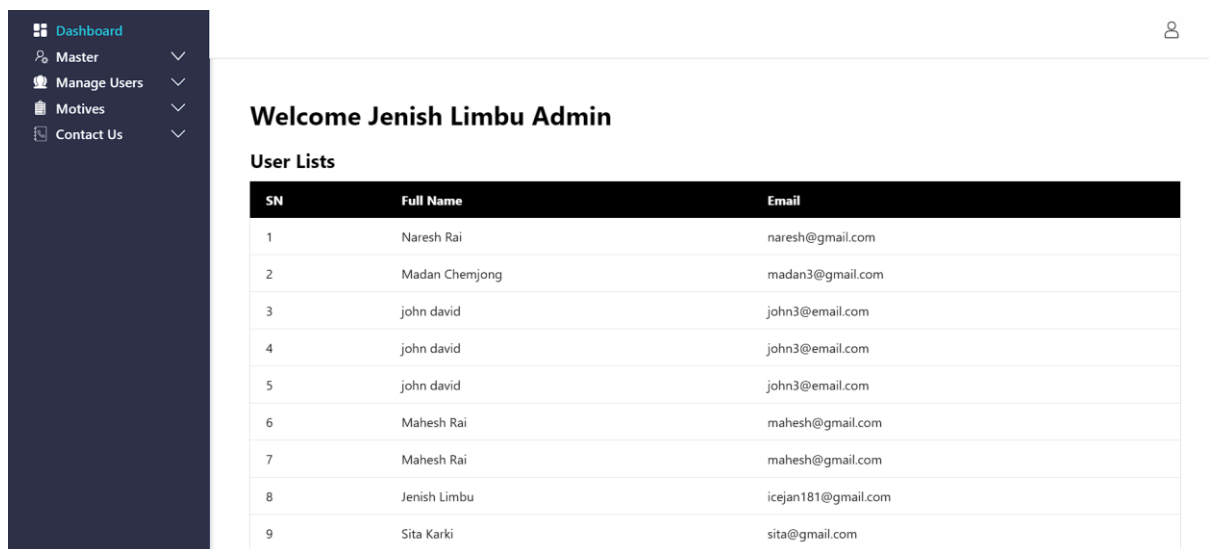 Dashboard
Master
Manage Users
Motives
Contact Us
Welcome Jenish Limbu Admin
User Lists
SN Full Name Email
1 Naresh Rai naresh@gmail.com
2 Madan Chemjong madan3@gmail.com
3 john david john3@email.com
4 john david john3@email.com
5 john david john3@email.com
6 Mahesh Rai mahesh@gmail.com
7 Mahesh Rai mahesh@gmail.com
8 Jenish Limbu icejan181@gmail.com
9 Sita Karki sita@gmail.com